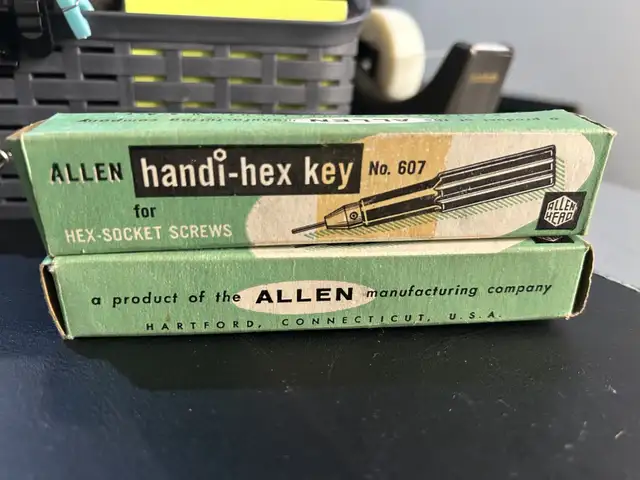 ALLEN handi-hex key No. 607
for
HEX-SOCKET SCREWS
ALLEN
HEAD
a product of the ALLEN manufacturing company
HARTFORD, CONNECTICUT, U.S.A.